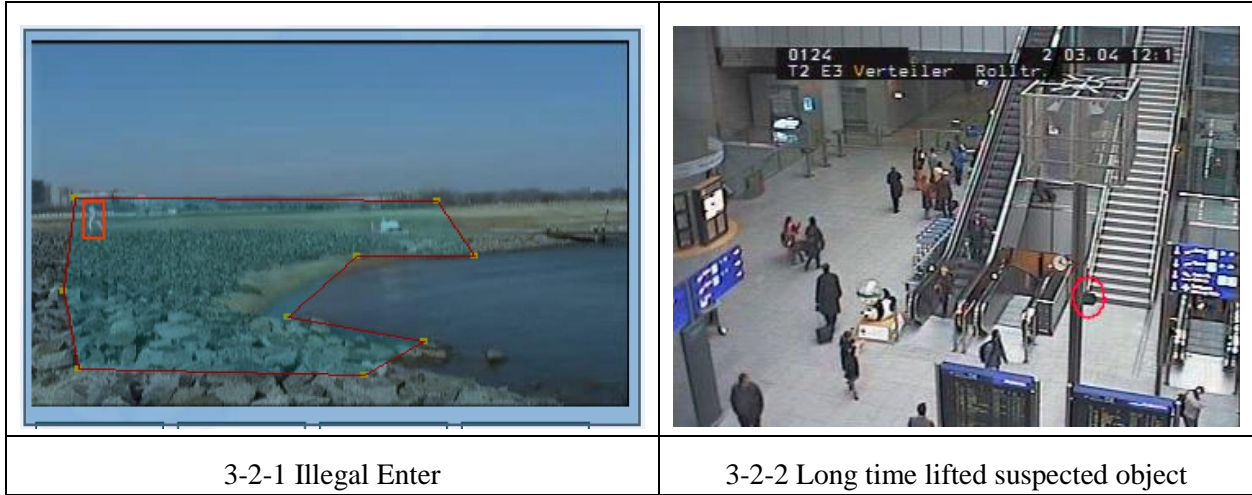 0124 2 03.04 12:1
T2 E3 Verteiler Rolltr.
3-2-1 Illegal Enter
3-2-2 Long time lifted suspected object